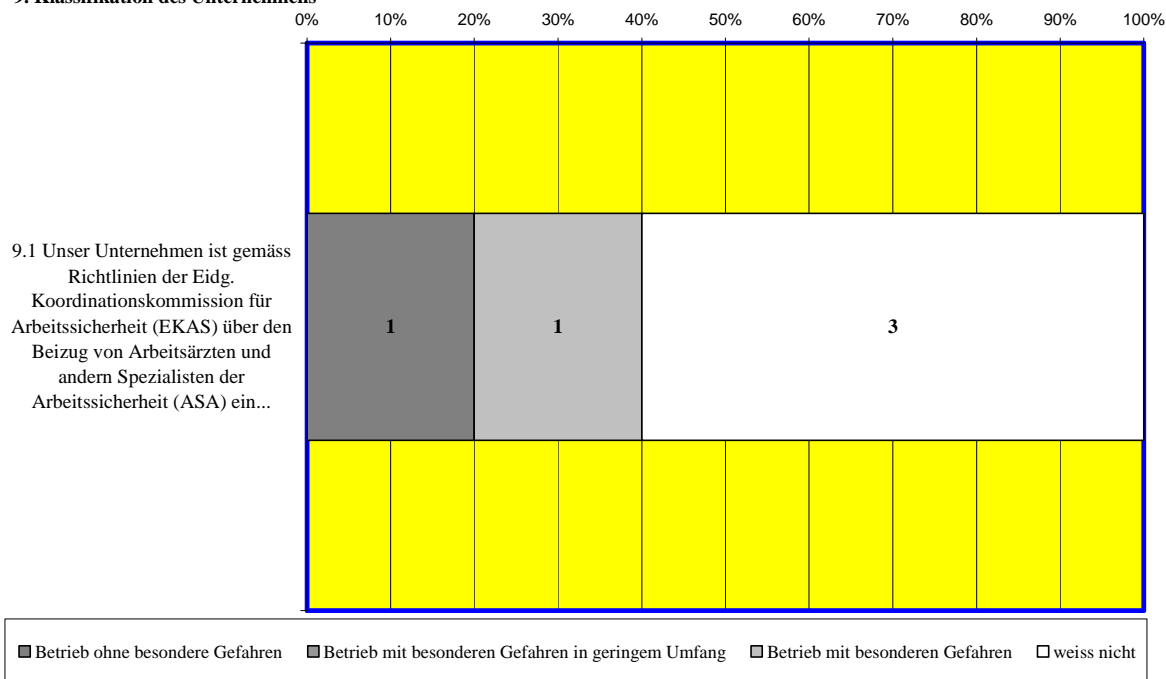 9. Klassifikation des Unternehmens
0% 10% 20% 30% 40% 50% 60% 70% 80% 90% 100%
9.1 Unser Unternehmen ist gemäss
Richtlinien der Eidg.
Koordinationskommission für
Arbeitssicherheit (EKAS) über den
Beizug von Arbeitsärzten und
andern Spezialisten der
Arbeitssicherheit (ASA) ein...
1 1 3
Betrieb ohne besondere Gefahren Betrieb mit besonderen Gefahren in geringem Umfang Betrieb mit besonderen Gefahren weiss nicht